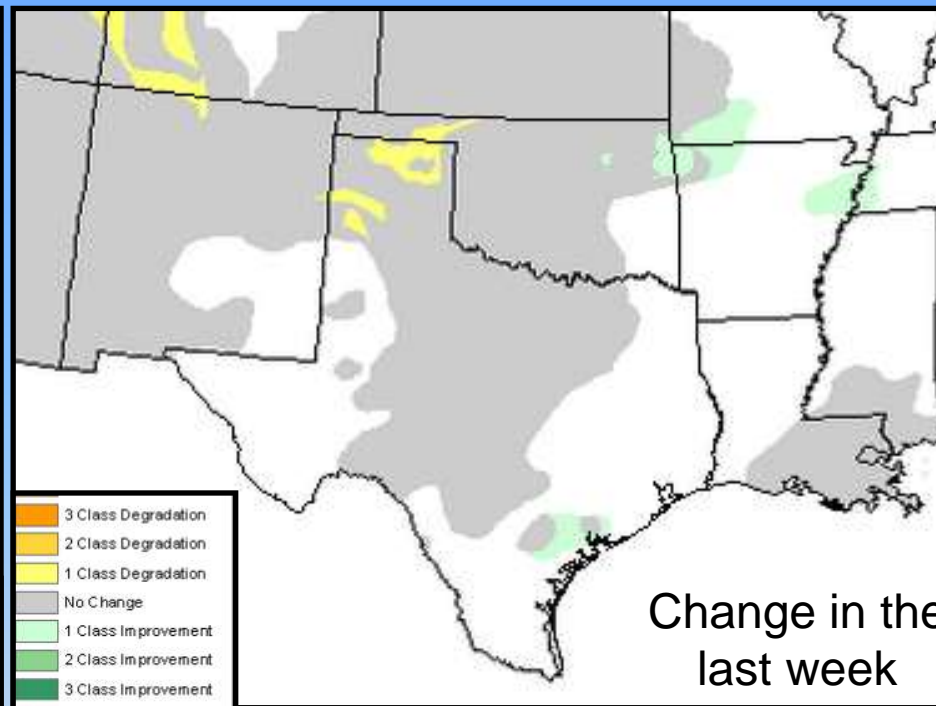 3 Class Degradation
2 Class Degradation
1 Class Degradation
No Change
1 Class Improvement
2 Class Improvement
3 Class Improvement
Change in the
last week